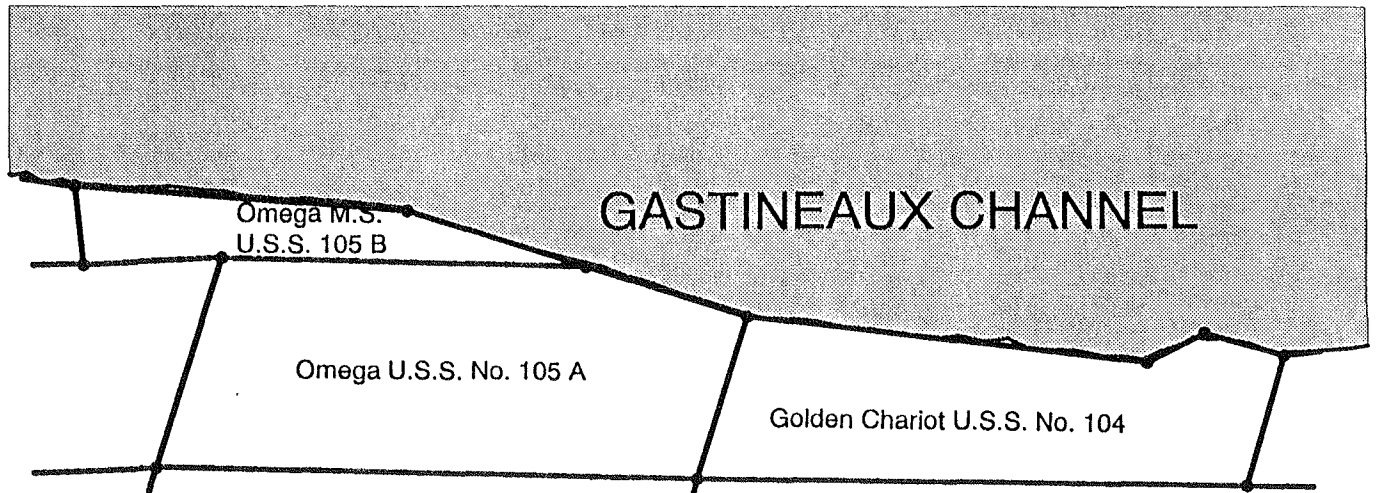 GASTINEAUX CHANNEL
Omega M.S.
U.S.S. 105 B
Omega U.S.S. No. 105 A
Golden Chariot U.S.S. No. 104